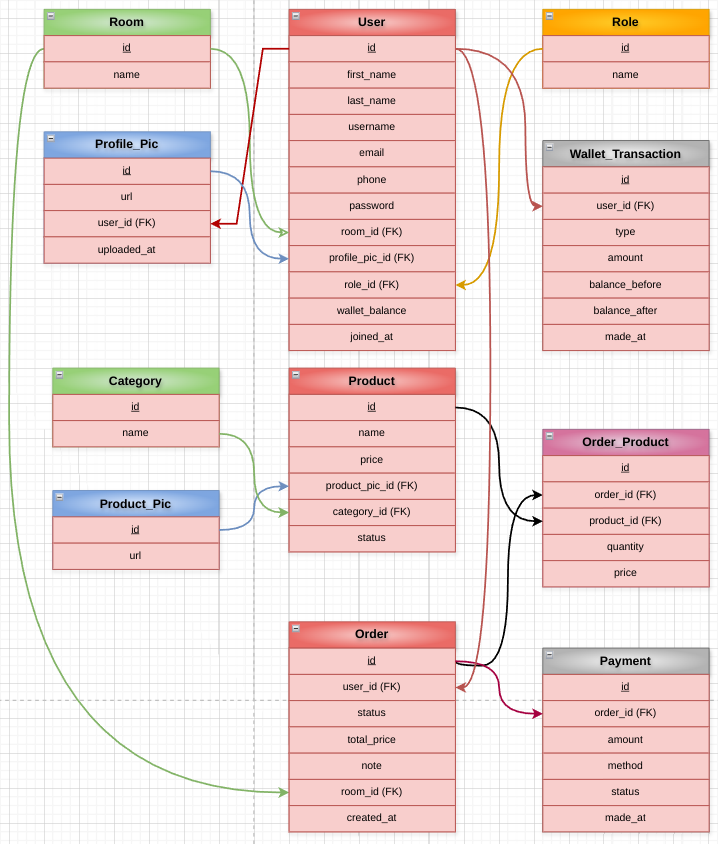 Room
id
name
User
id
first_name
last_name
username
email
phone
password
room_id (FK)
profile_pic_id (FK)
role_id (FK)
wallet_balance
joined_at
Role
id
name
Profile_Pic
id
url
user_id (FK)
uploaded_at
Wallet_Transaction
id
user_id (FK)
type
amount
balance_before
balance_after
made_at
Category
id
name
Product
id
name
price
product_pic_id (FK)
category_id (FK)
status
Order_Product
id
order_id (FK)
product_id (FK)
quantity
price
Product_Pic
id
url
Order
id
user_id (FK)
status
total_price
note
room_id (FK)
created_at
Payment
id
order_id (FK)
amount
method
status
made_at